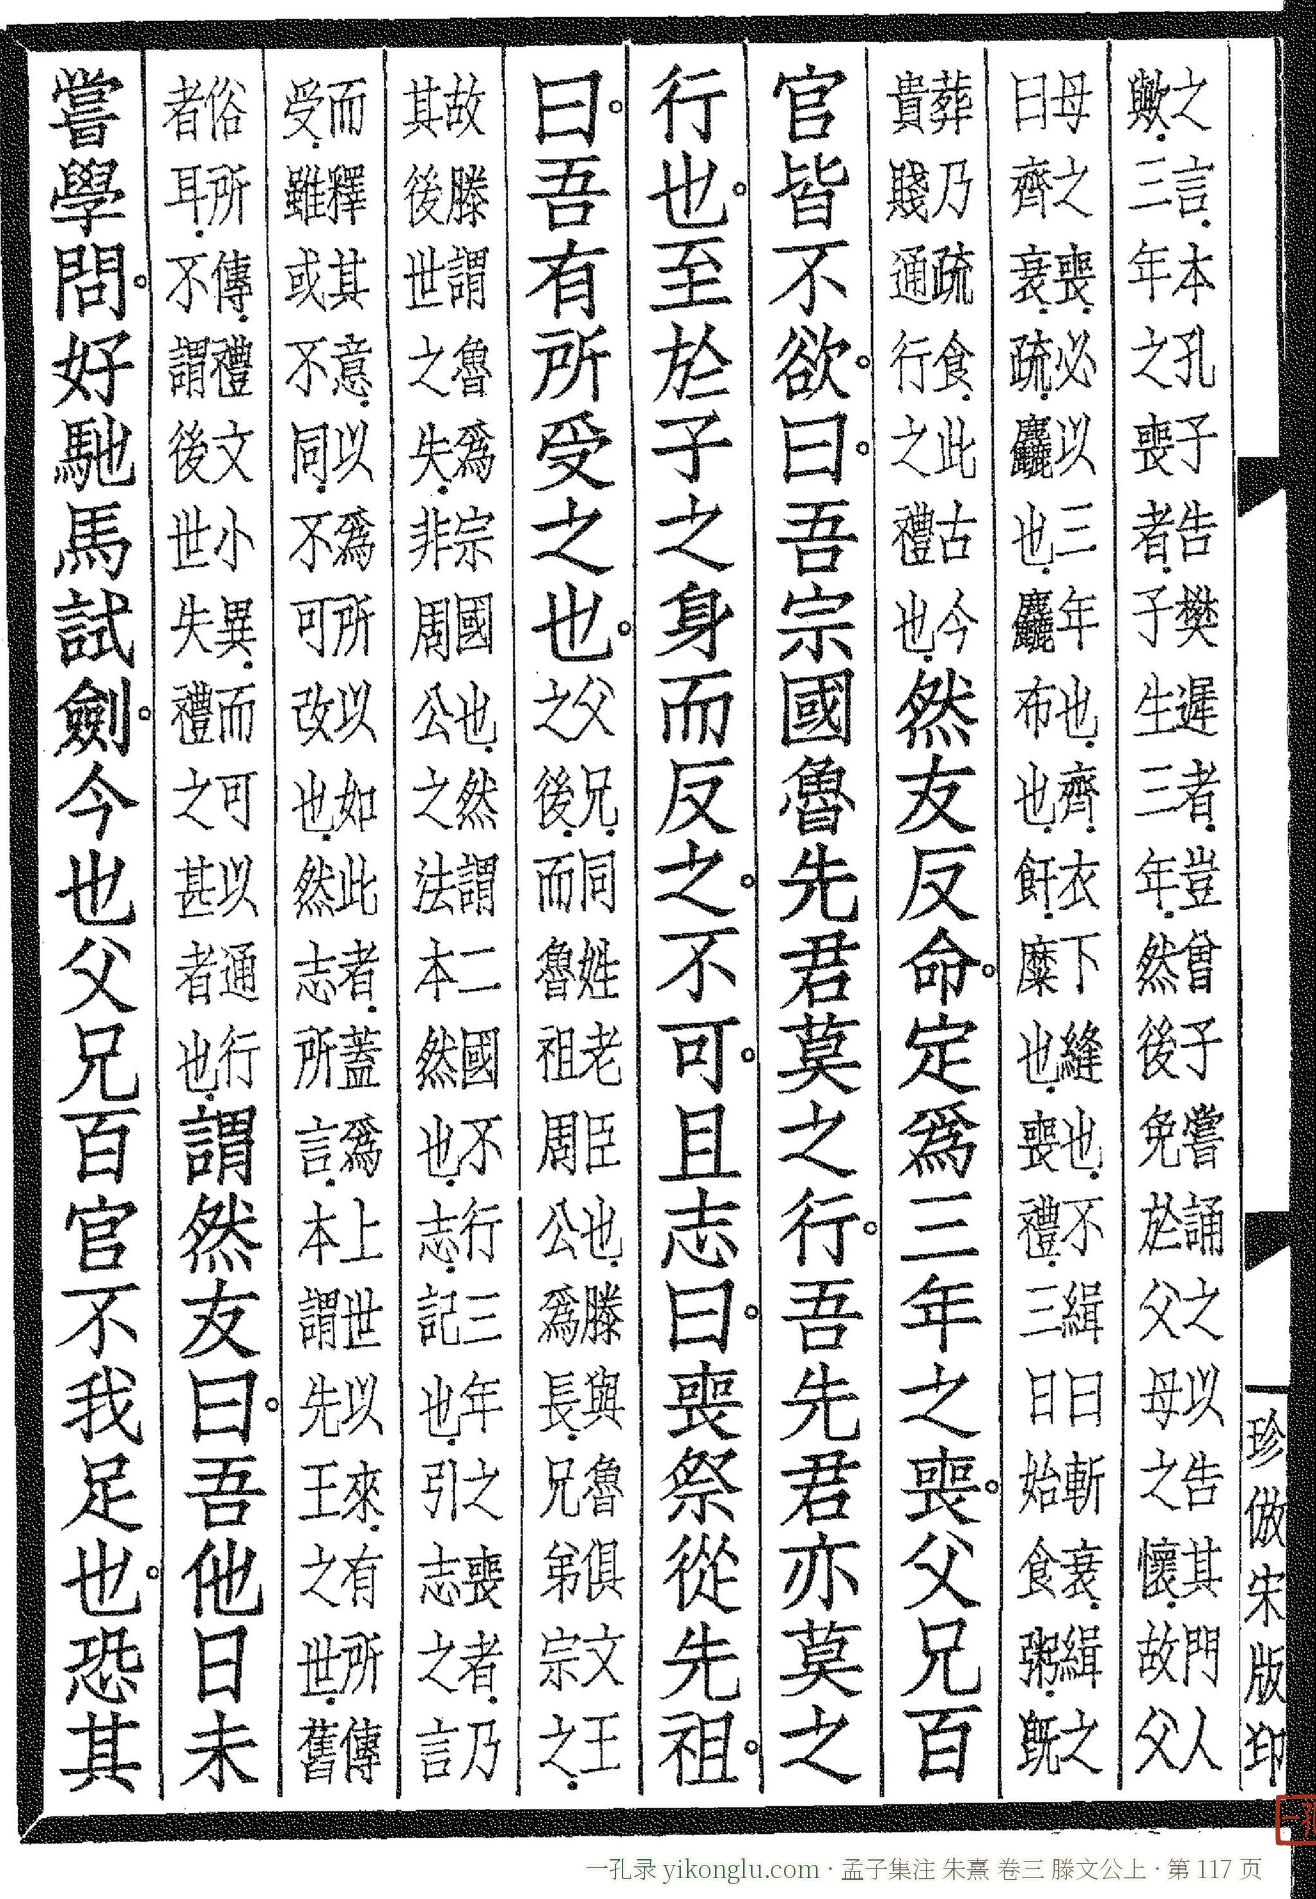 之言．本孔子告樊遲者．豈曾子嘗誦之以告其門人
歟．三年之喪者．子生三年．然後免於父母之懷故父
母之喪．必以三年也．齊．衣下縫也．不緝曰斬衰．緝之
曰齊衰．疏．麤也．麤布也．飦．糜也．喪禮．三日始食粥．既
葬乃疏食．此古今
貴賤通行之禮也．
然友反命。定爲三年之喪。父兄百
官皆不欲。曰。吾宗國魯先君莫之行。吾先君亦莫之
行也。至於子之身而反之。不可。且志曰。喪祭從先祖。
曰。吾有所受之也。
父兄．同姓老臣也．滕與魯俱文王
之後．而魯祖周公爲長．兄弟宗之．
故滕謂魯爲宗國也．然謂二國不行三年之喪者．乃
其後世之失．非周公之法本然也．志．記也．引志之言
而釋其意．以爲所以如此者．蓋爲上世以來．有所傳
受．雖或不同．不可改也．然志所言．本謂先王之世．舊
俗所傳．禮文小異．而可以通行
者耳．不謂後世失禮之甚者也．
謂然友曰。吾他日未
嘗學問。好馳馬試劍。今也父兄百官不我足也。恐其
珍倣宋版印
一孔录 yikonglu.com · 孟子集注 朱熹 卷三 滕文公上 · 第 117 页